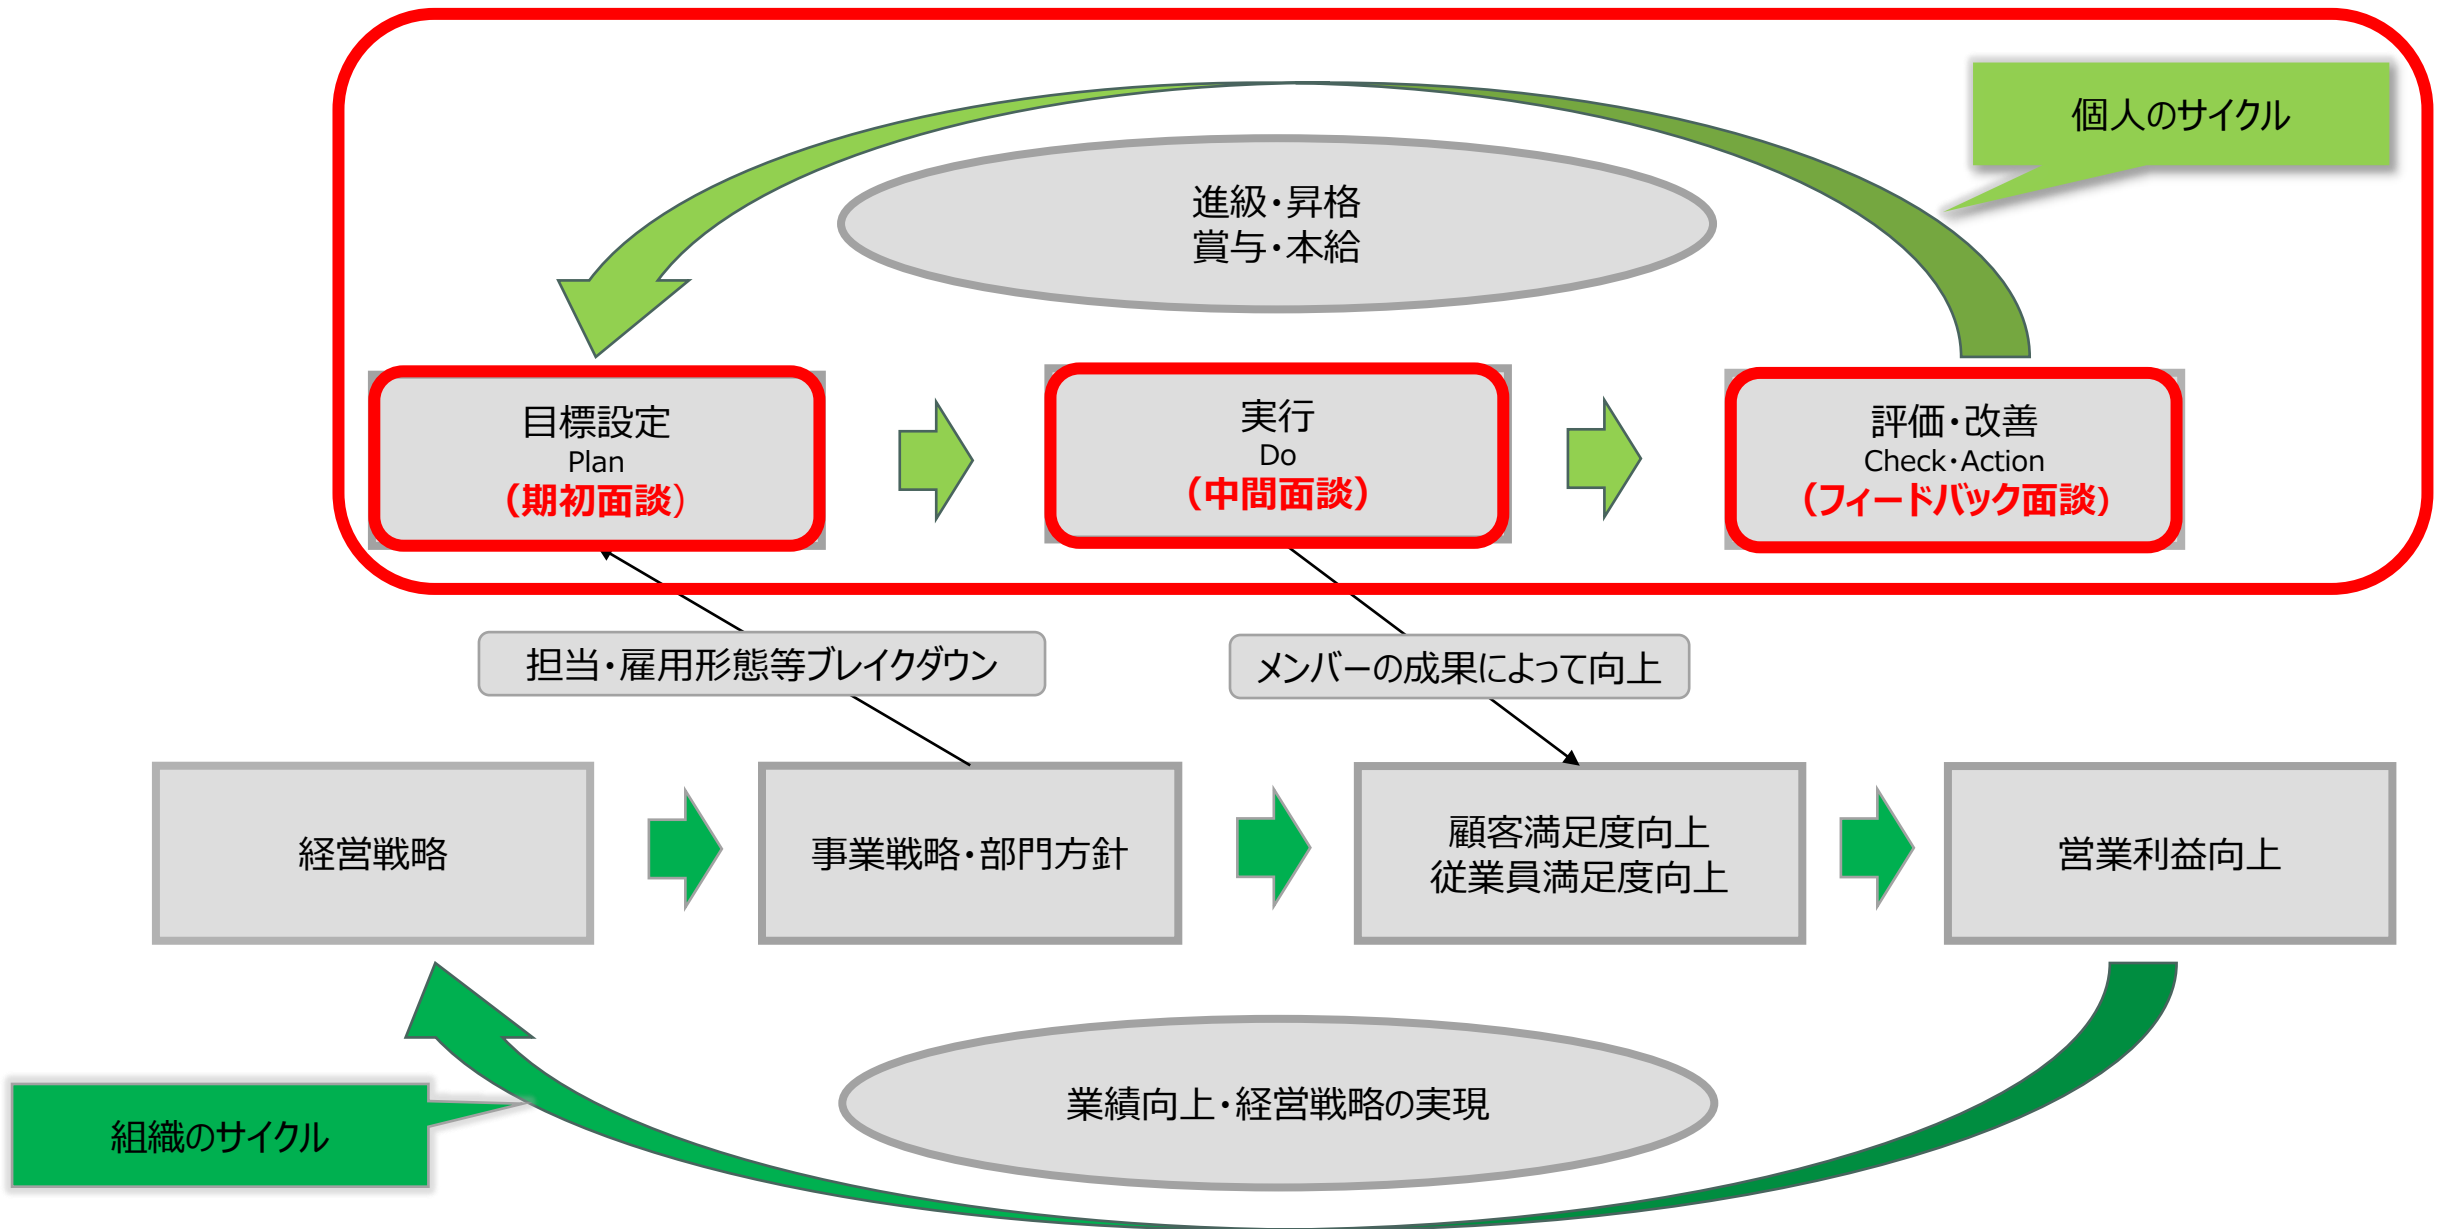 個人のサイクル
進級・昇格
賞与・本給
目標設定
Plan
（期初面談）
実行
Do
（中間面談）
評価・改善
Check・Action
（フィードバック面談）
担当・雇用形態等ブレイクダウン
メンバーの成果によって向上
経営戦略
事業戦略・部門方針
顧客満足度向上
従業員満足度向上
営業利益向上
業績向上・経営戦略の実現
組織のサイクル